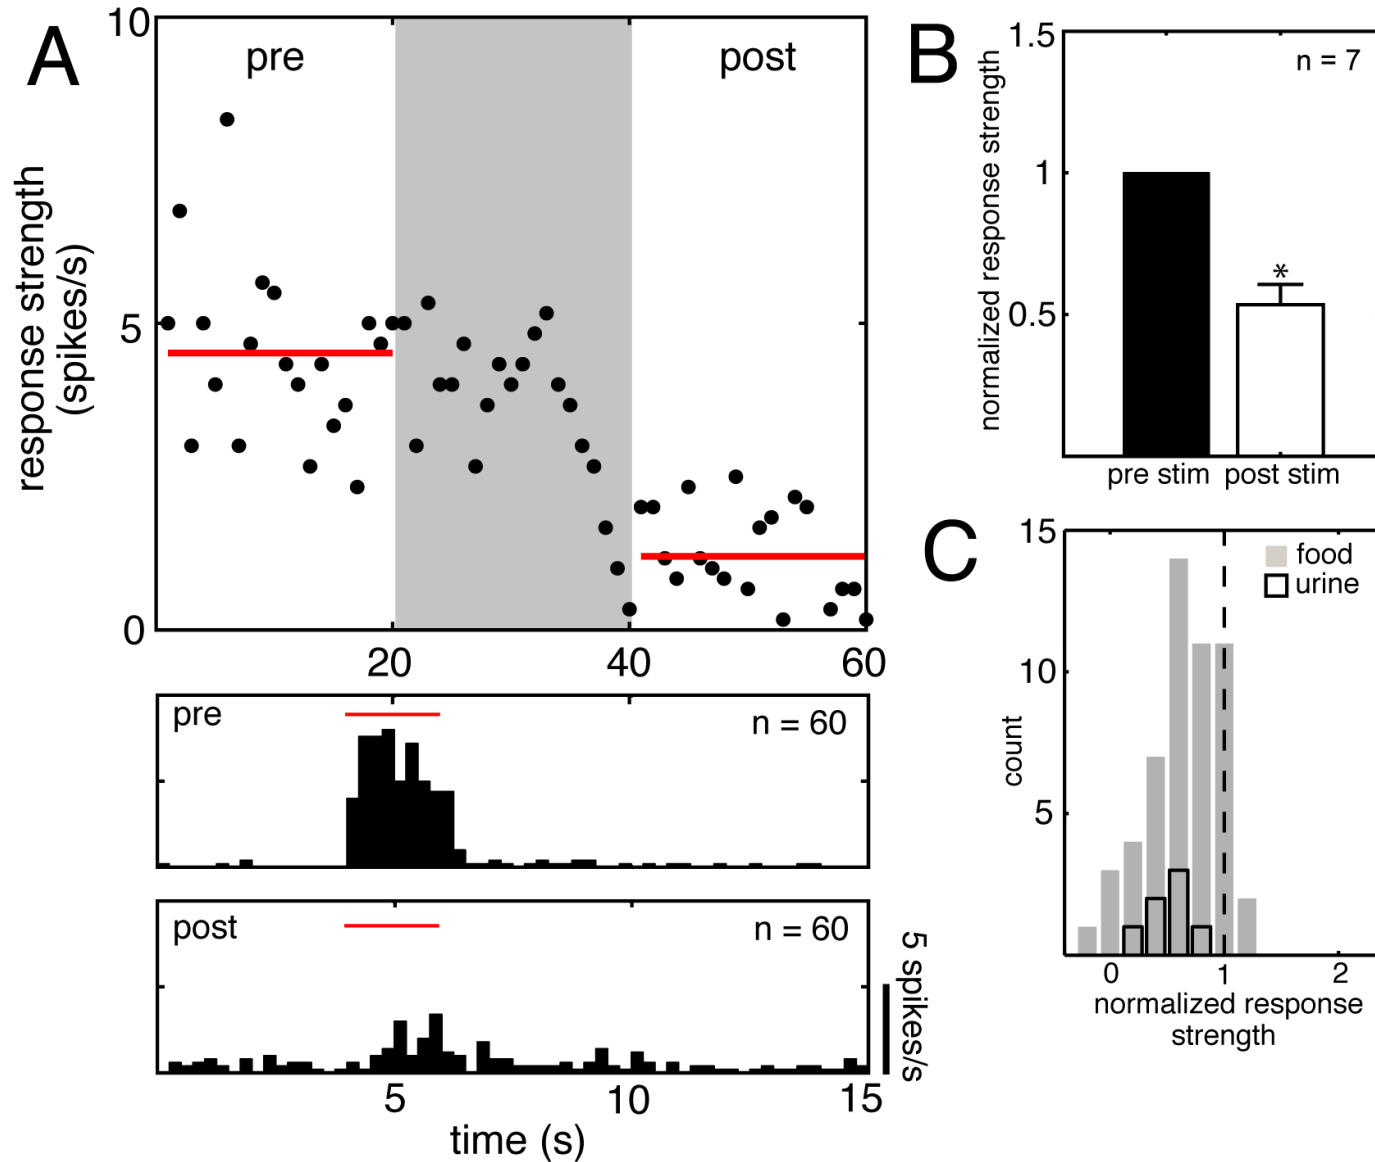 A
10
pre
post
response strength
(spikes/s)
5
0
20
40
60
pre
n = 60
post
n = 60
5 spikes/s
5
10
15
time (s)
B
1.5
n = 7
normalized response strength
1
0.5
*
pre stim
post stim
C
15
food
urine
10
count
5
0
1
2
normalized response
strength